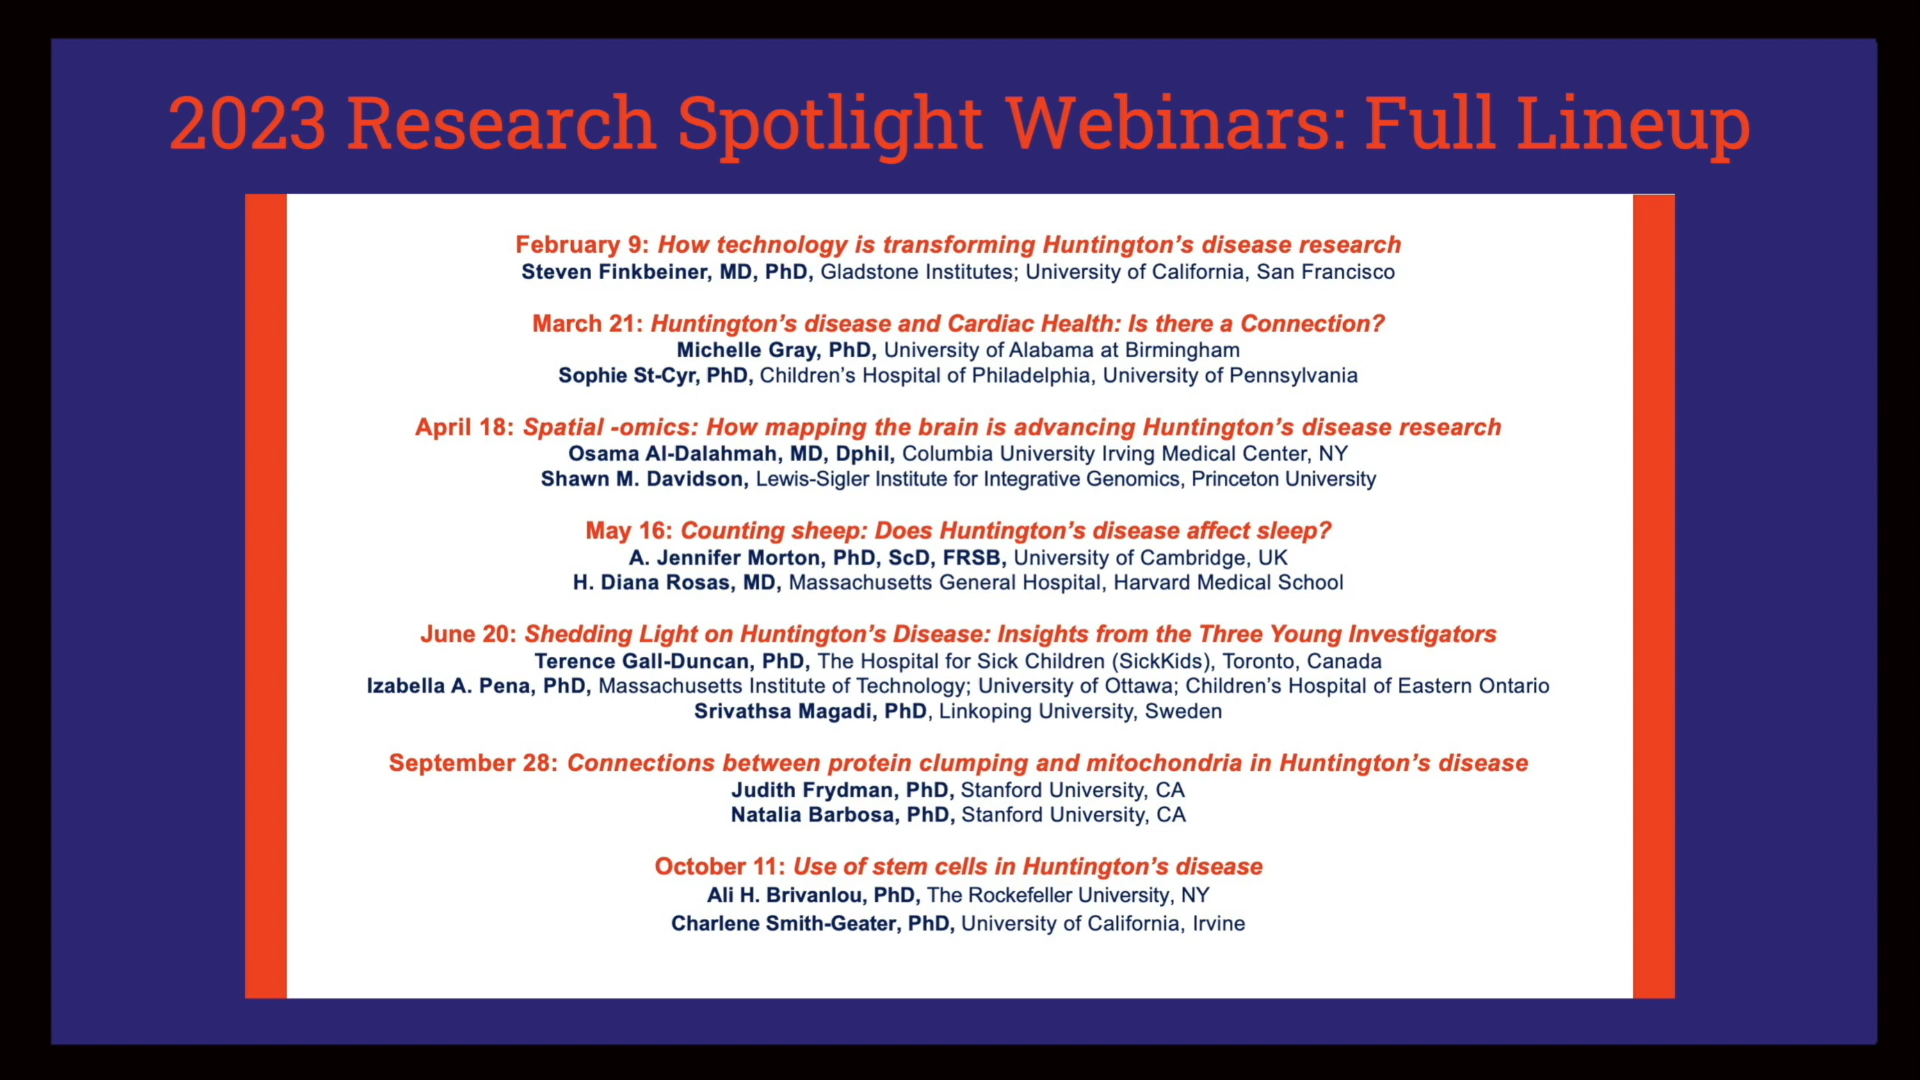 2023 Research Spotlight Webinars: Full Lineup
February 9: How technology is transforming Huntington’s disease research
Steven Finkbeiner, MD, PhD, Gladstone Institutes; University of California, San Francisco
March 21: Huntington’s disease and Cardiac Health: Is there a Connection?
Michelle Gray, PhD, University of Alabama at Birmingham
Sophie St-Cyr, PhD, Children’s Hospital of Philadelphia, University of Pennsylvania
April 18: Spatial -omics: How mapping the brain is advancing Huntington’s disease research
Osama Al-Dalahmah, MD, Dphil, Columbia University Irving Medical Center, NY
Shawn M. Davidson, Lewis-Sigler Institute for Integrative Genomics, Princeton University
May 16: Counting sheep: Does Huntington’s disease affect sleep?
A. Jennifer Morton, PhD, ScD, FRSB, University of Cambridge, UK
H. Diana Rosas, MD, Massachusetts General Hospital, Harvard Medical School
June 20: Shedding Light on Huntington’s Disease: Insights from the Three Young Investigators
Terence Gall-Duncan, PhD, The Hospital for Sick Children (SickKids), Toronto, Canada
Izabella A. Pena, PhD, Massachusetts Institute of Technology; University of Ottawa; Children’s Hospital of Eastern Ontario
Srivathsa Magadi, PhD, Linkoping University, Sweden
September 28: Connections between protein clumping and mitochondria in Huntington’s disease
Judith Frydman, PhD, Stanford University, CA
Natalia Barbosa, PhD, Stanford University, CA
October 11: Use of stem cells in Huntington’s disease
Ali H. Brivanlou, PhD, The Rockefeller University, NY
Charlene Smith-Geater, PhD, University of California, Irvine